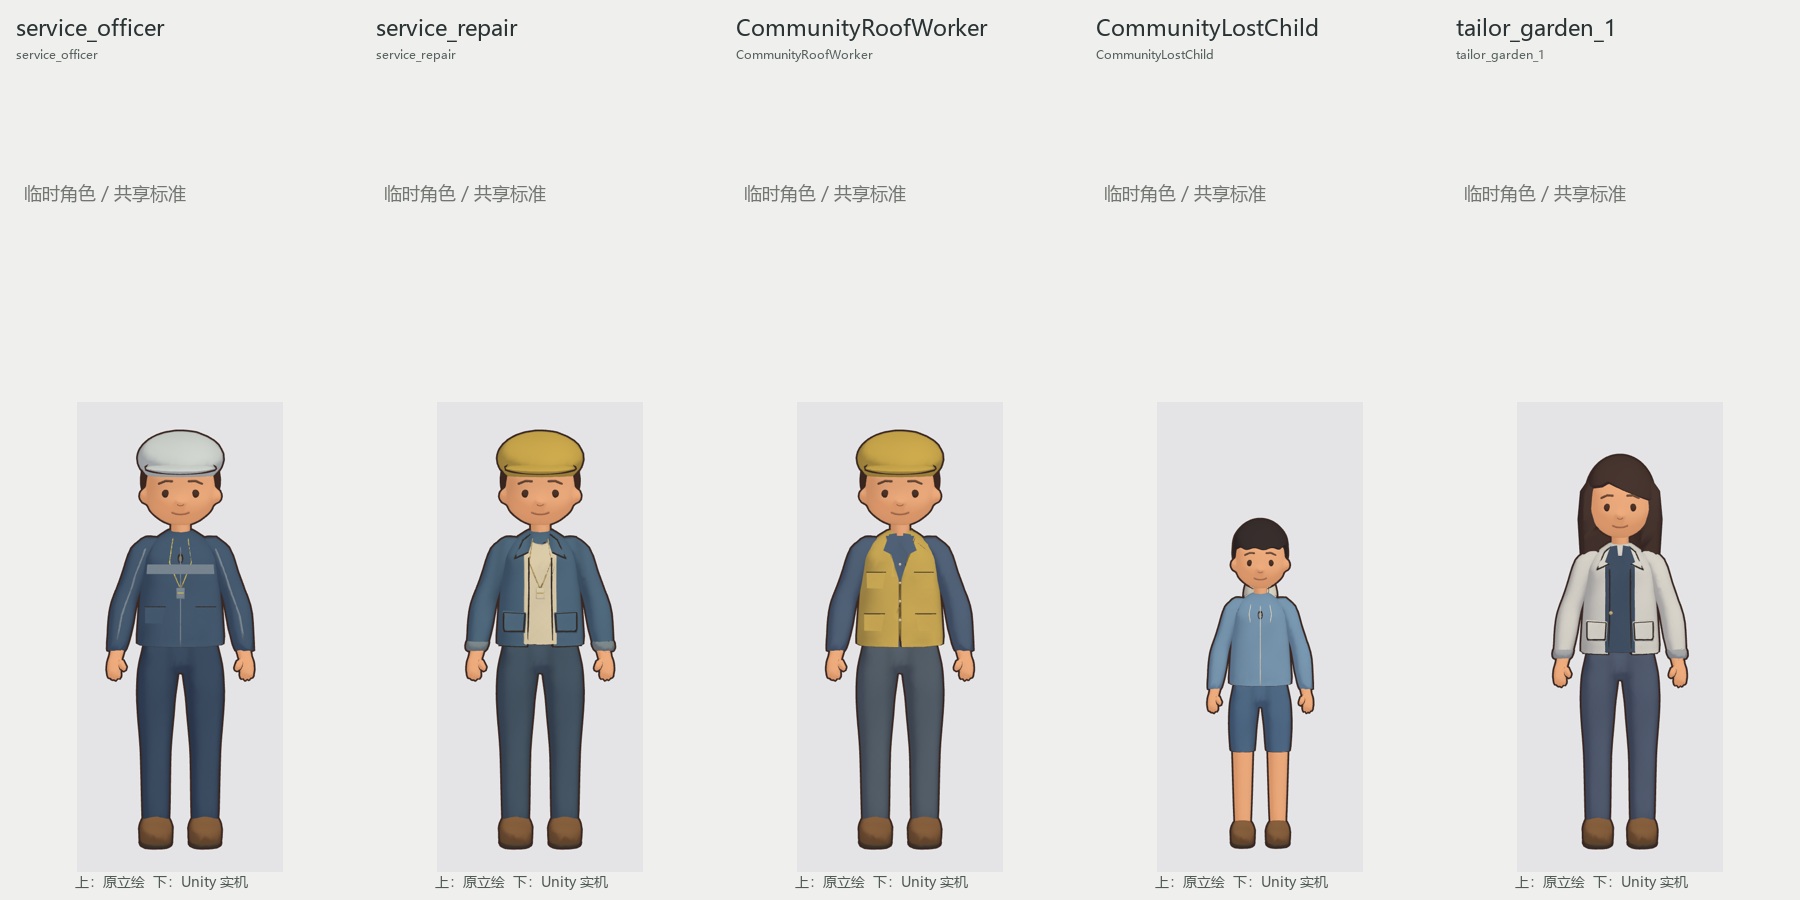 service_officer
service_officer
临时角色 / 共享标准
上：原立绘 下：Unity 实机
service_repair
service_repair
临时角色 / 共享标准
上：原立绘 下：Unity 实机
CommunityRoofWorker
CommunityRoofWorker
临时角色 / 共享标准
上：原立绘 下：Unity 实机
CommunityLostChild
CommunityLostChild
临时角色 / 共享标准
上：原立绘 下：Unity 实机
tailor_garden_1
tailor_garden_1
临时角色 / 共享标准
上：原立绘 下：Unity 实机